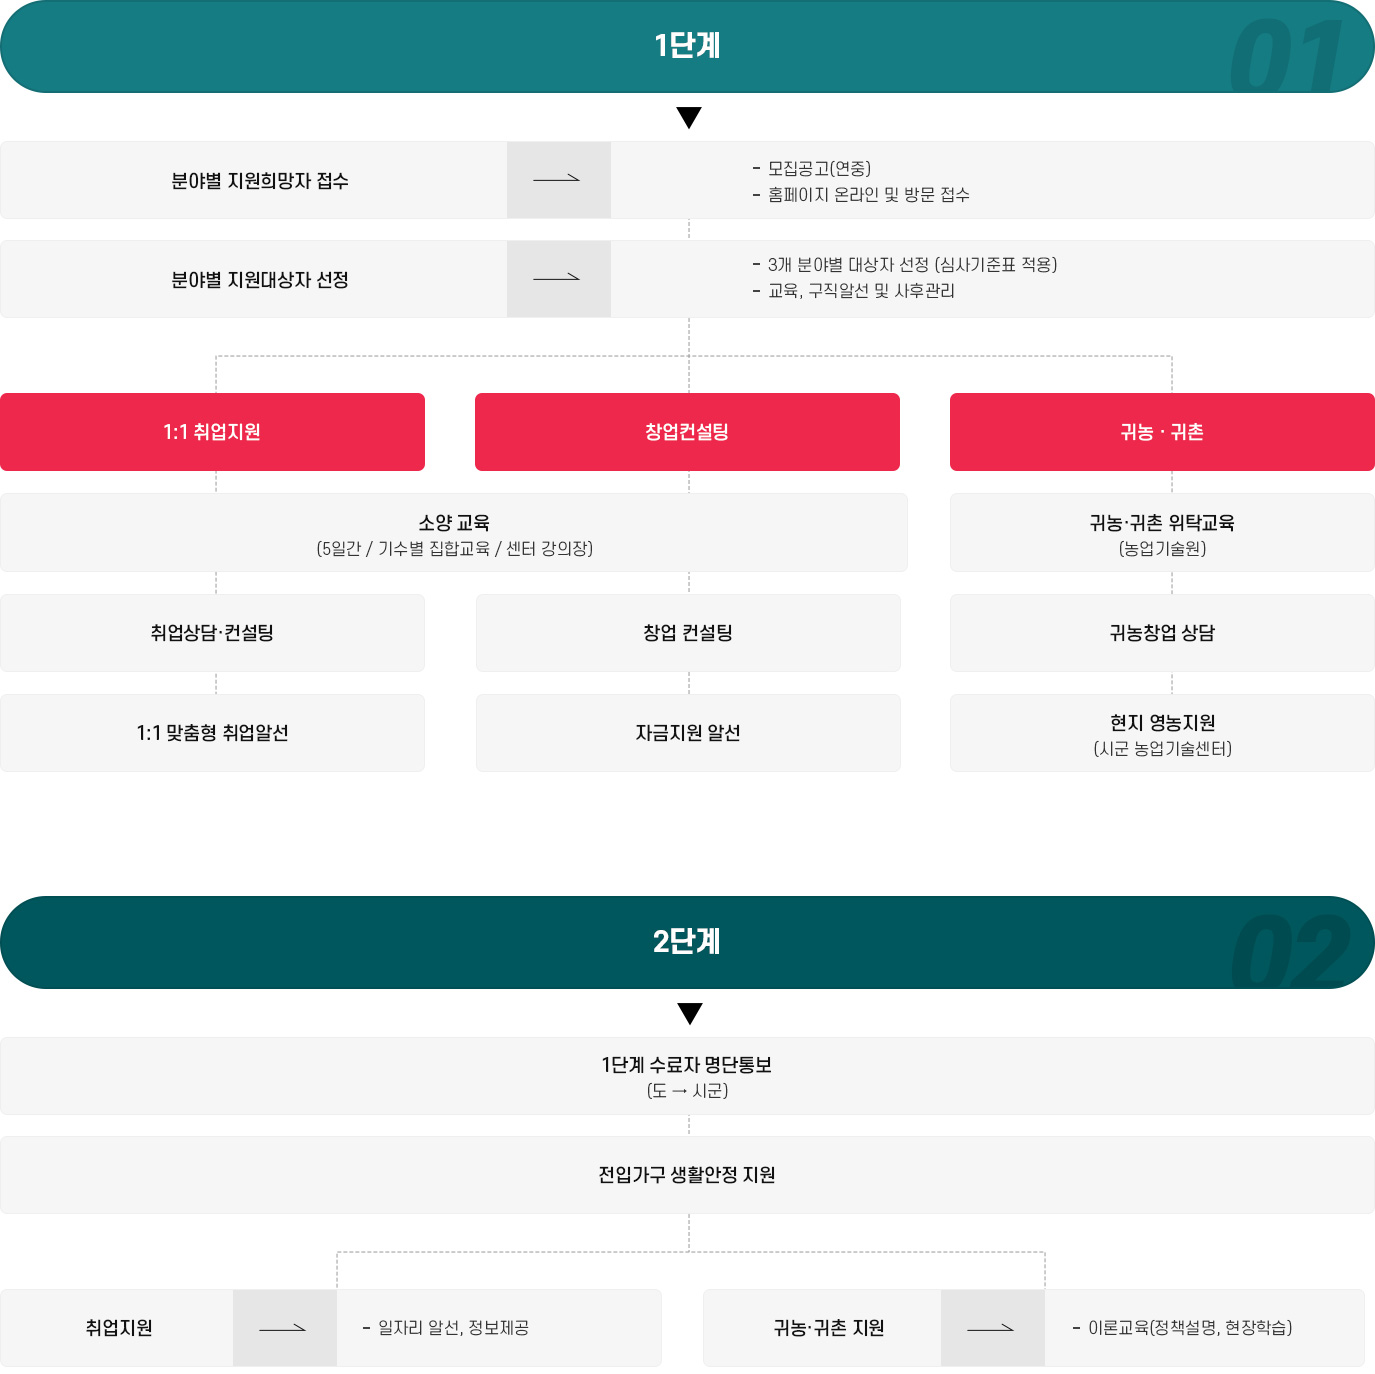 1단계
01
분야별 지원희망자 접수
- 모집공고(연중)
- 홈페이지 온라인 및 방문 접수
분야별 지원대상자 선정
- 3개 분야별 대상자 선정 (심사기준표 적용)
- 교육, 구직알선 및 사후관리
1:1 취업지원
창업컨설팅
귀농 · 귀촌
소양 교육
(5일간 / 기수별 집합교육 / 센터 강의장)
귀농·귀촌 위탁교육
(농업기술원)
취업상담·컨설팅
창업 컨설팅
귀농창업 상담
1:1 맞춤형 취업알선
자금지원 알선
현지 영농지원
(시군 농업기술센터)
2단계
02
1단계 수료자 명단통보
(도 → 시군)
전입가구 생활안정 지원
취업지원
- 일자리 알선, 정보제공
귀농·귀촌 지원
- 이론교육(정책설명, 현장학습)